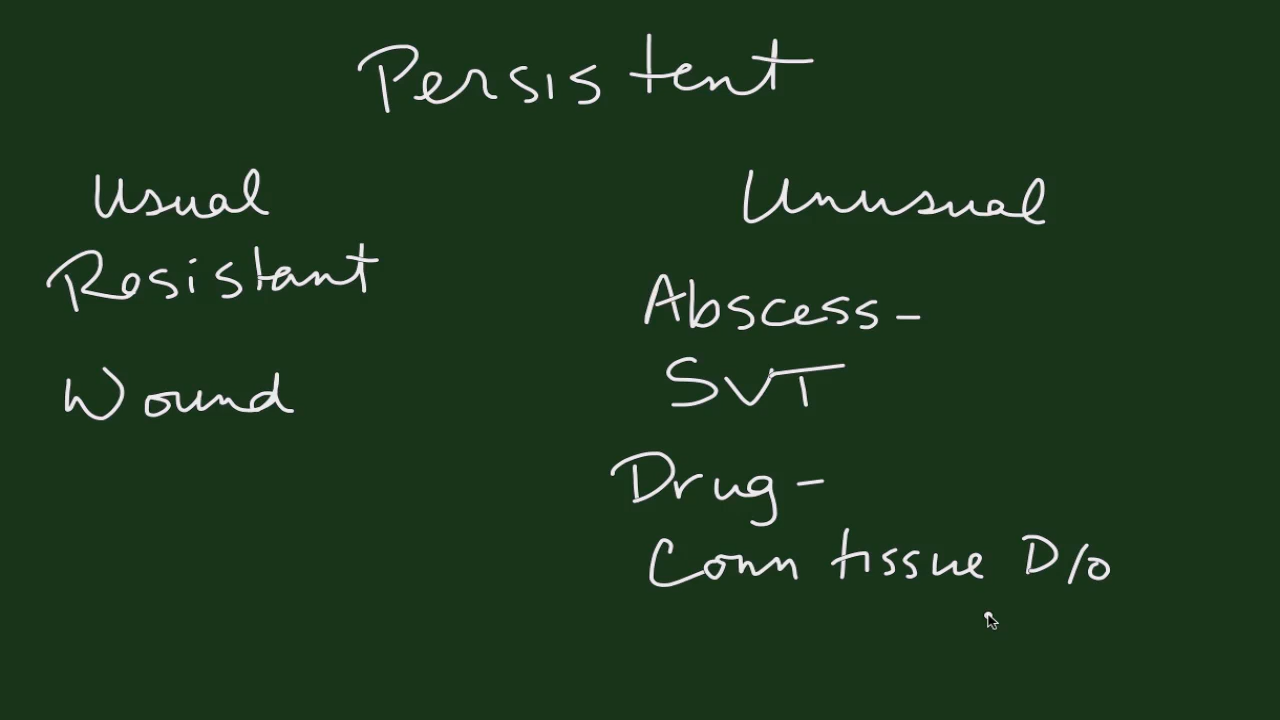 Persistent
Usual
Unusual
Resistant
Abscess -
SVT
Wound
Drug -
Conn tissue D/o